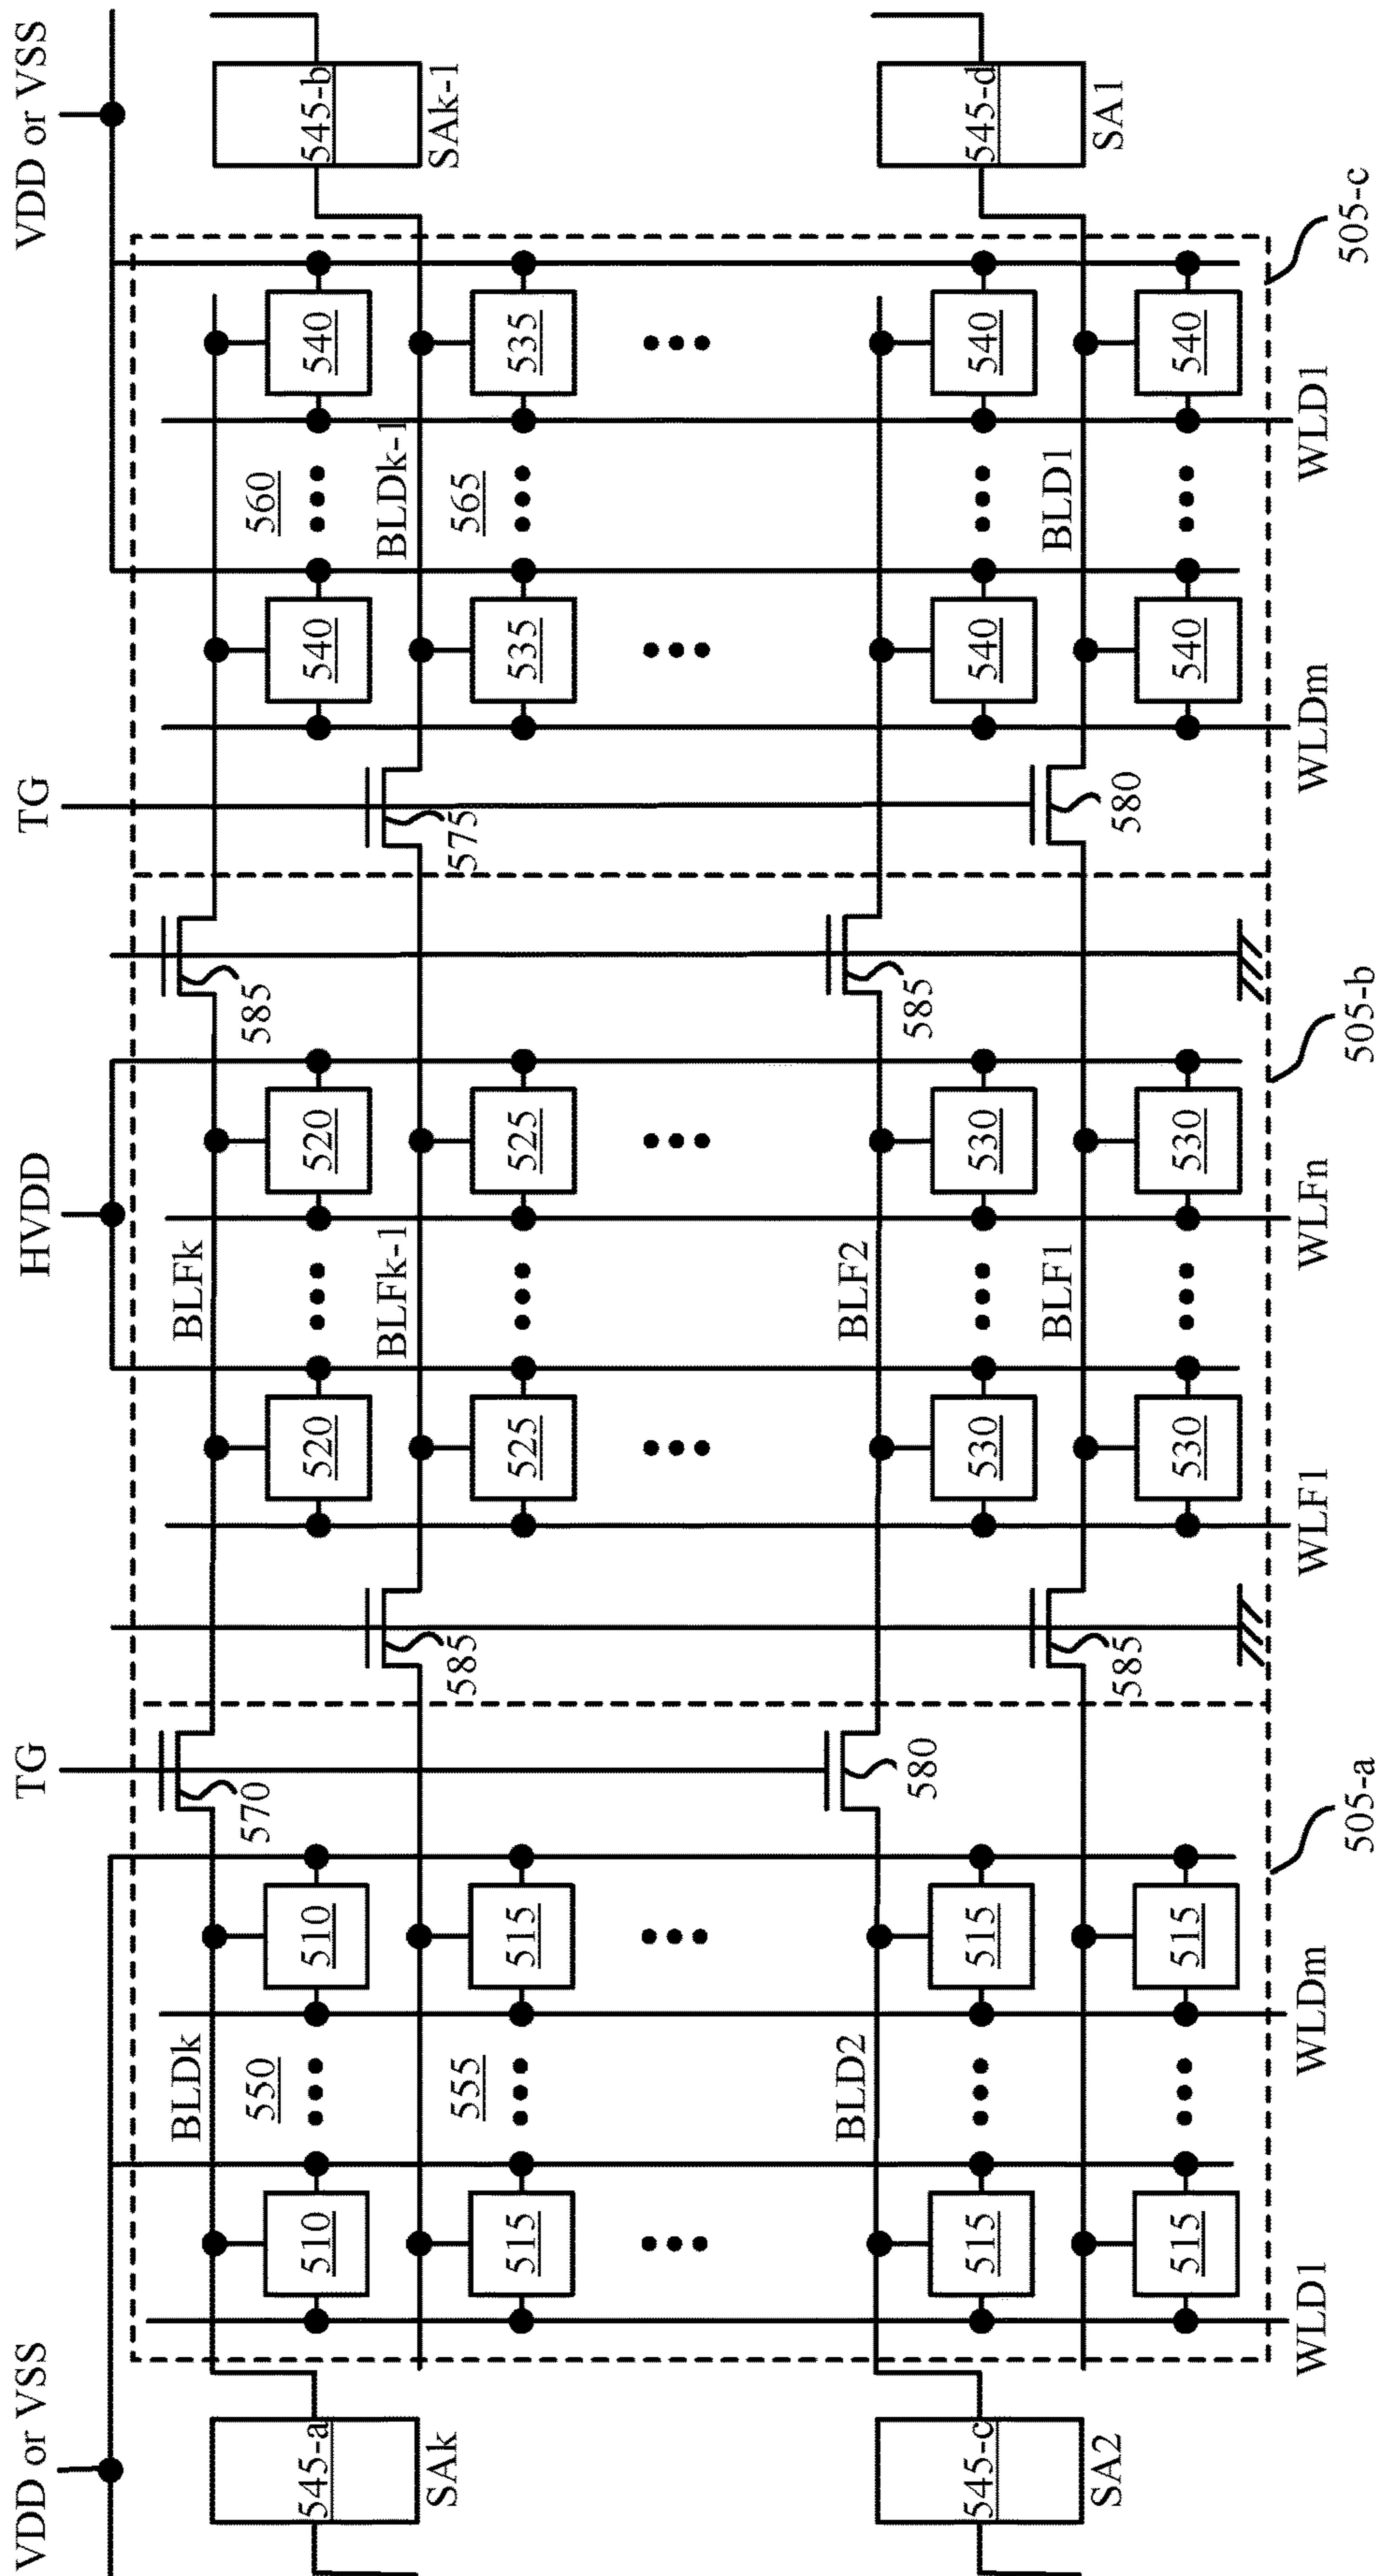 VDD or VSS
TG
HVDD
TG
VDD or VSS
BLDk
BLFk
550
570
585
560
545-a
510
510
520
520
540
540
545-b
BLFk-1
BLDk-1
SAk
SAk-1
555
585
575
565
515
515
525
525
535
535
BLD2
BLF2
580
585
545-c
515
515
530
530
540
540
545-d
BLF1
BLD1
SA2
585
580
SA1
515
515
530
530
540
540
WLD1
WLDm
WLF1
WLFn
WLDm
WLD1
505-a
505-b
505-c